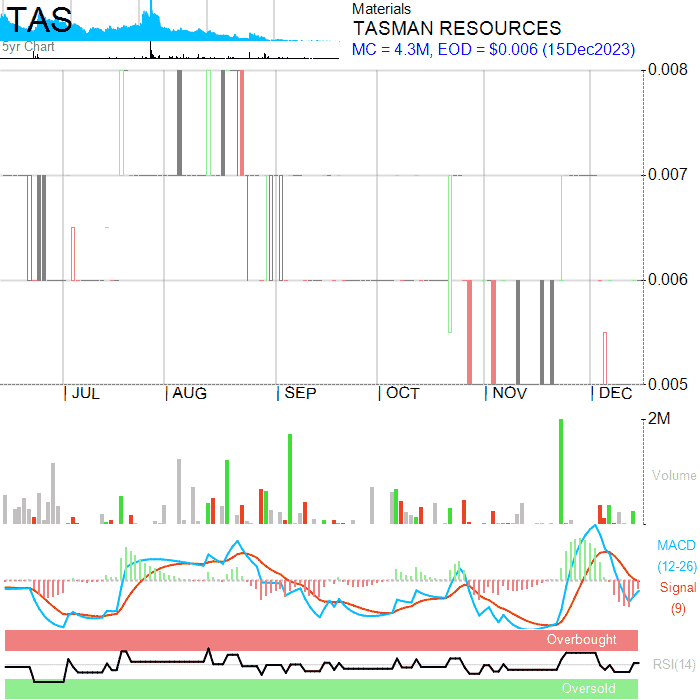 TAS
5yr Chart
Materials
TASMAN RESOURCES
MC = 4.3M, EOD = $0.006 (15Dec2023)
0.008
0.007
0.006
0.005
JUL
AUG
SEP
OCT
NOV
DEC
2M
Volume
MACD
(12-26)
Signal
(9)
Overbought
RSI(14)
Oversold